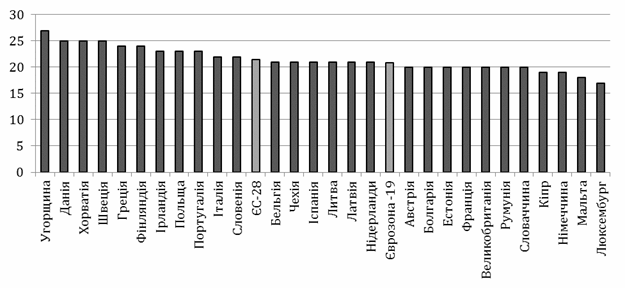 30
25
20
15
10
5
0
Угорщина
Данія
Хорватія
Швеція
Греція
Фінляндія
Ірландія
Польща
Португалія
Італія
Словенія
ЄС-28
Бельгія
Чехія
Іспанія
Литва
Латвія
Нідерланди
Єврозона-19
Австрія
Болгарія
Естонія
Франція
Великобританія
Румунія
Словаччина
Кіпр
Німеччина
Мальта
Люксембург